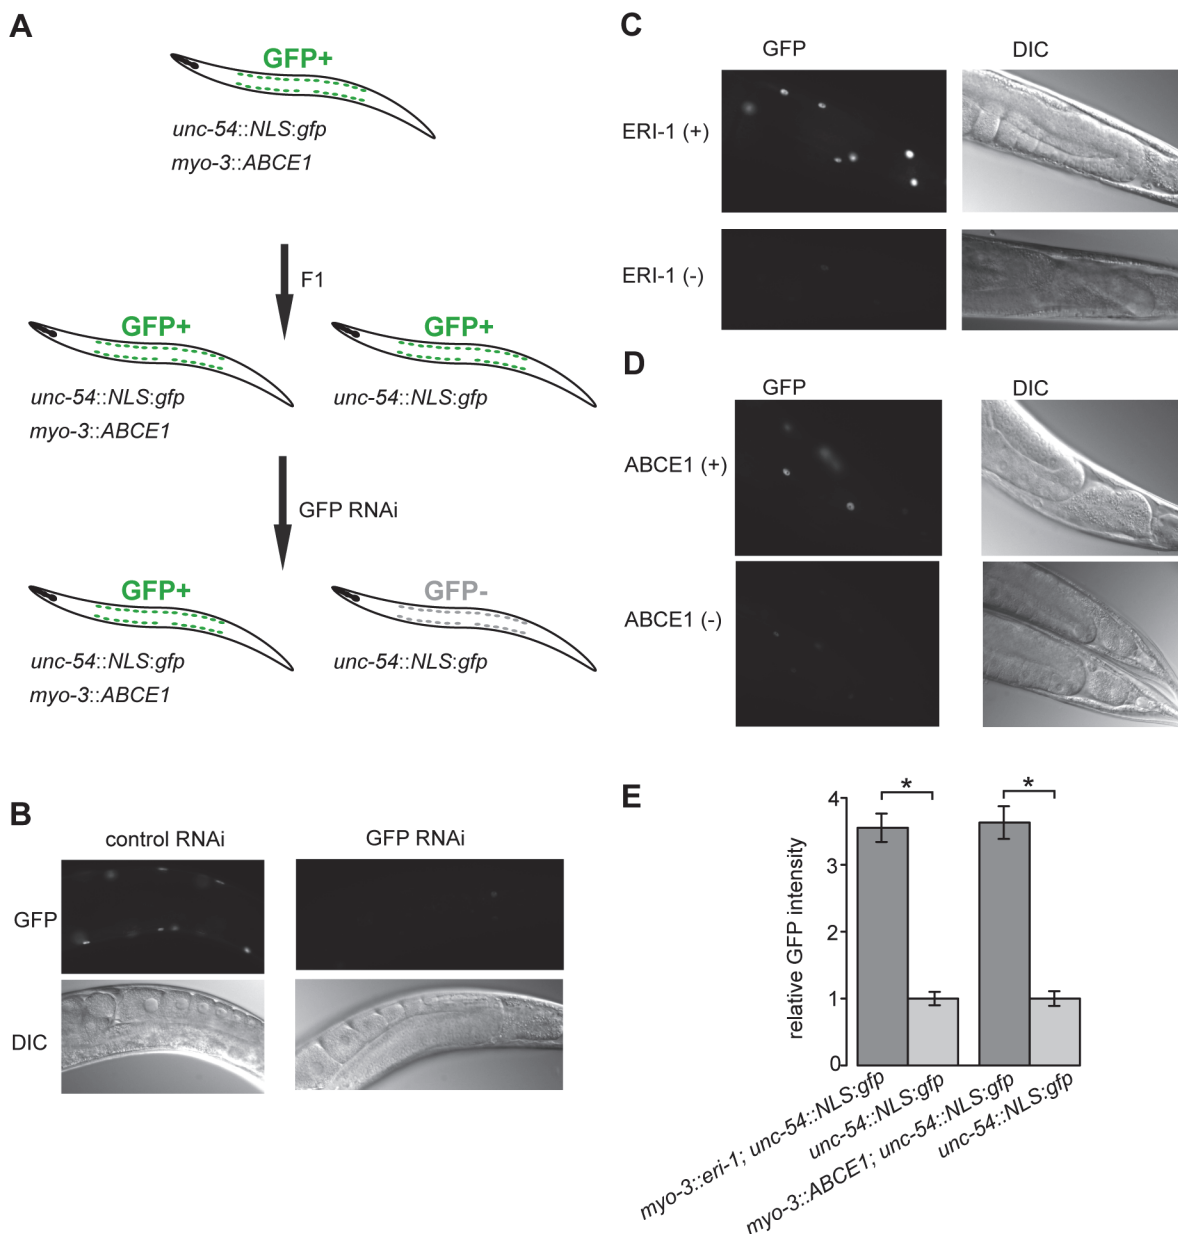 A
GFP+
unc-54::NLS:gfp
myo-3::ABCE1
F1
GFP+
GFP+
unc-54::NLS:gfp
unc-54::NLS:gfp
myo-3::ABCE1
GFP RNAi
GFP+
GFP-
unc-54::NLS:gfp
unc-54::NLS:gfp
myo-3::ABCE1
B
control RNAi
GFP RNAi
GFP
DIC
C
GFP
DIC
ERI-1 (+)
ERI-1 (-)
D
GFP
DIC
ABCE1 (+)
ABCE1 (-)
E
*
*
4
3
2
1
0
relative GFP intensity
myo-3::eri-1; unc-54::NLS:gfp
unc-54::NLS:gfp
myo-3::ABCE1; unc-54::NLS:gfp
unc-54::NLS:gfp